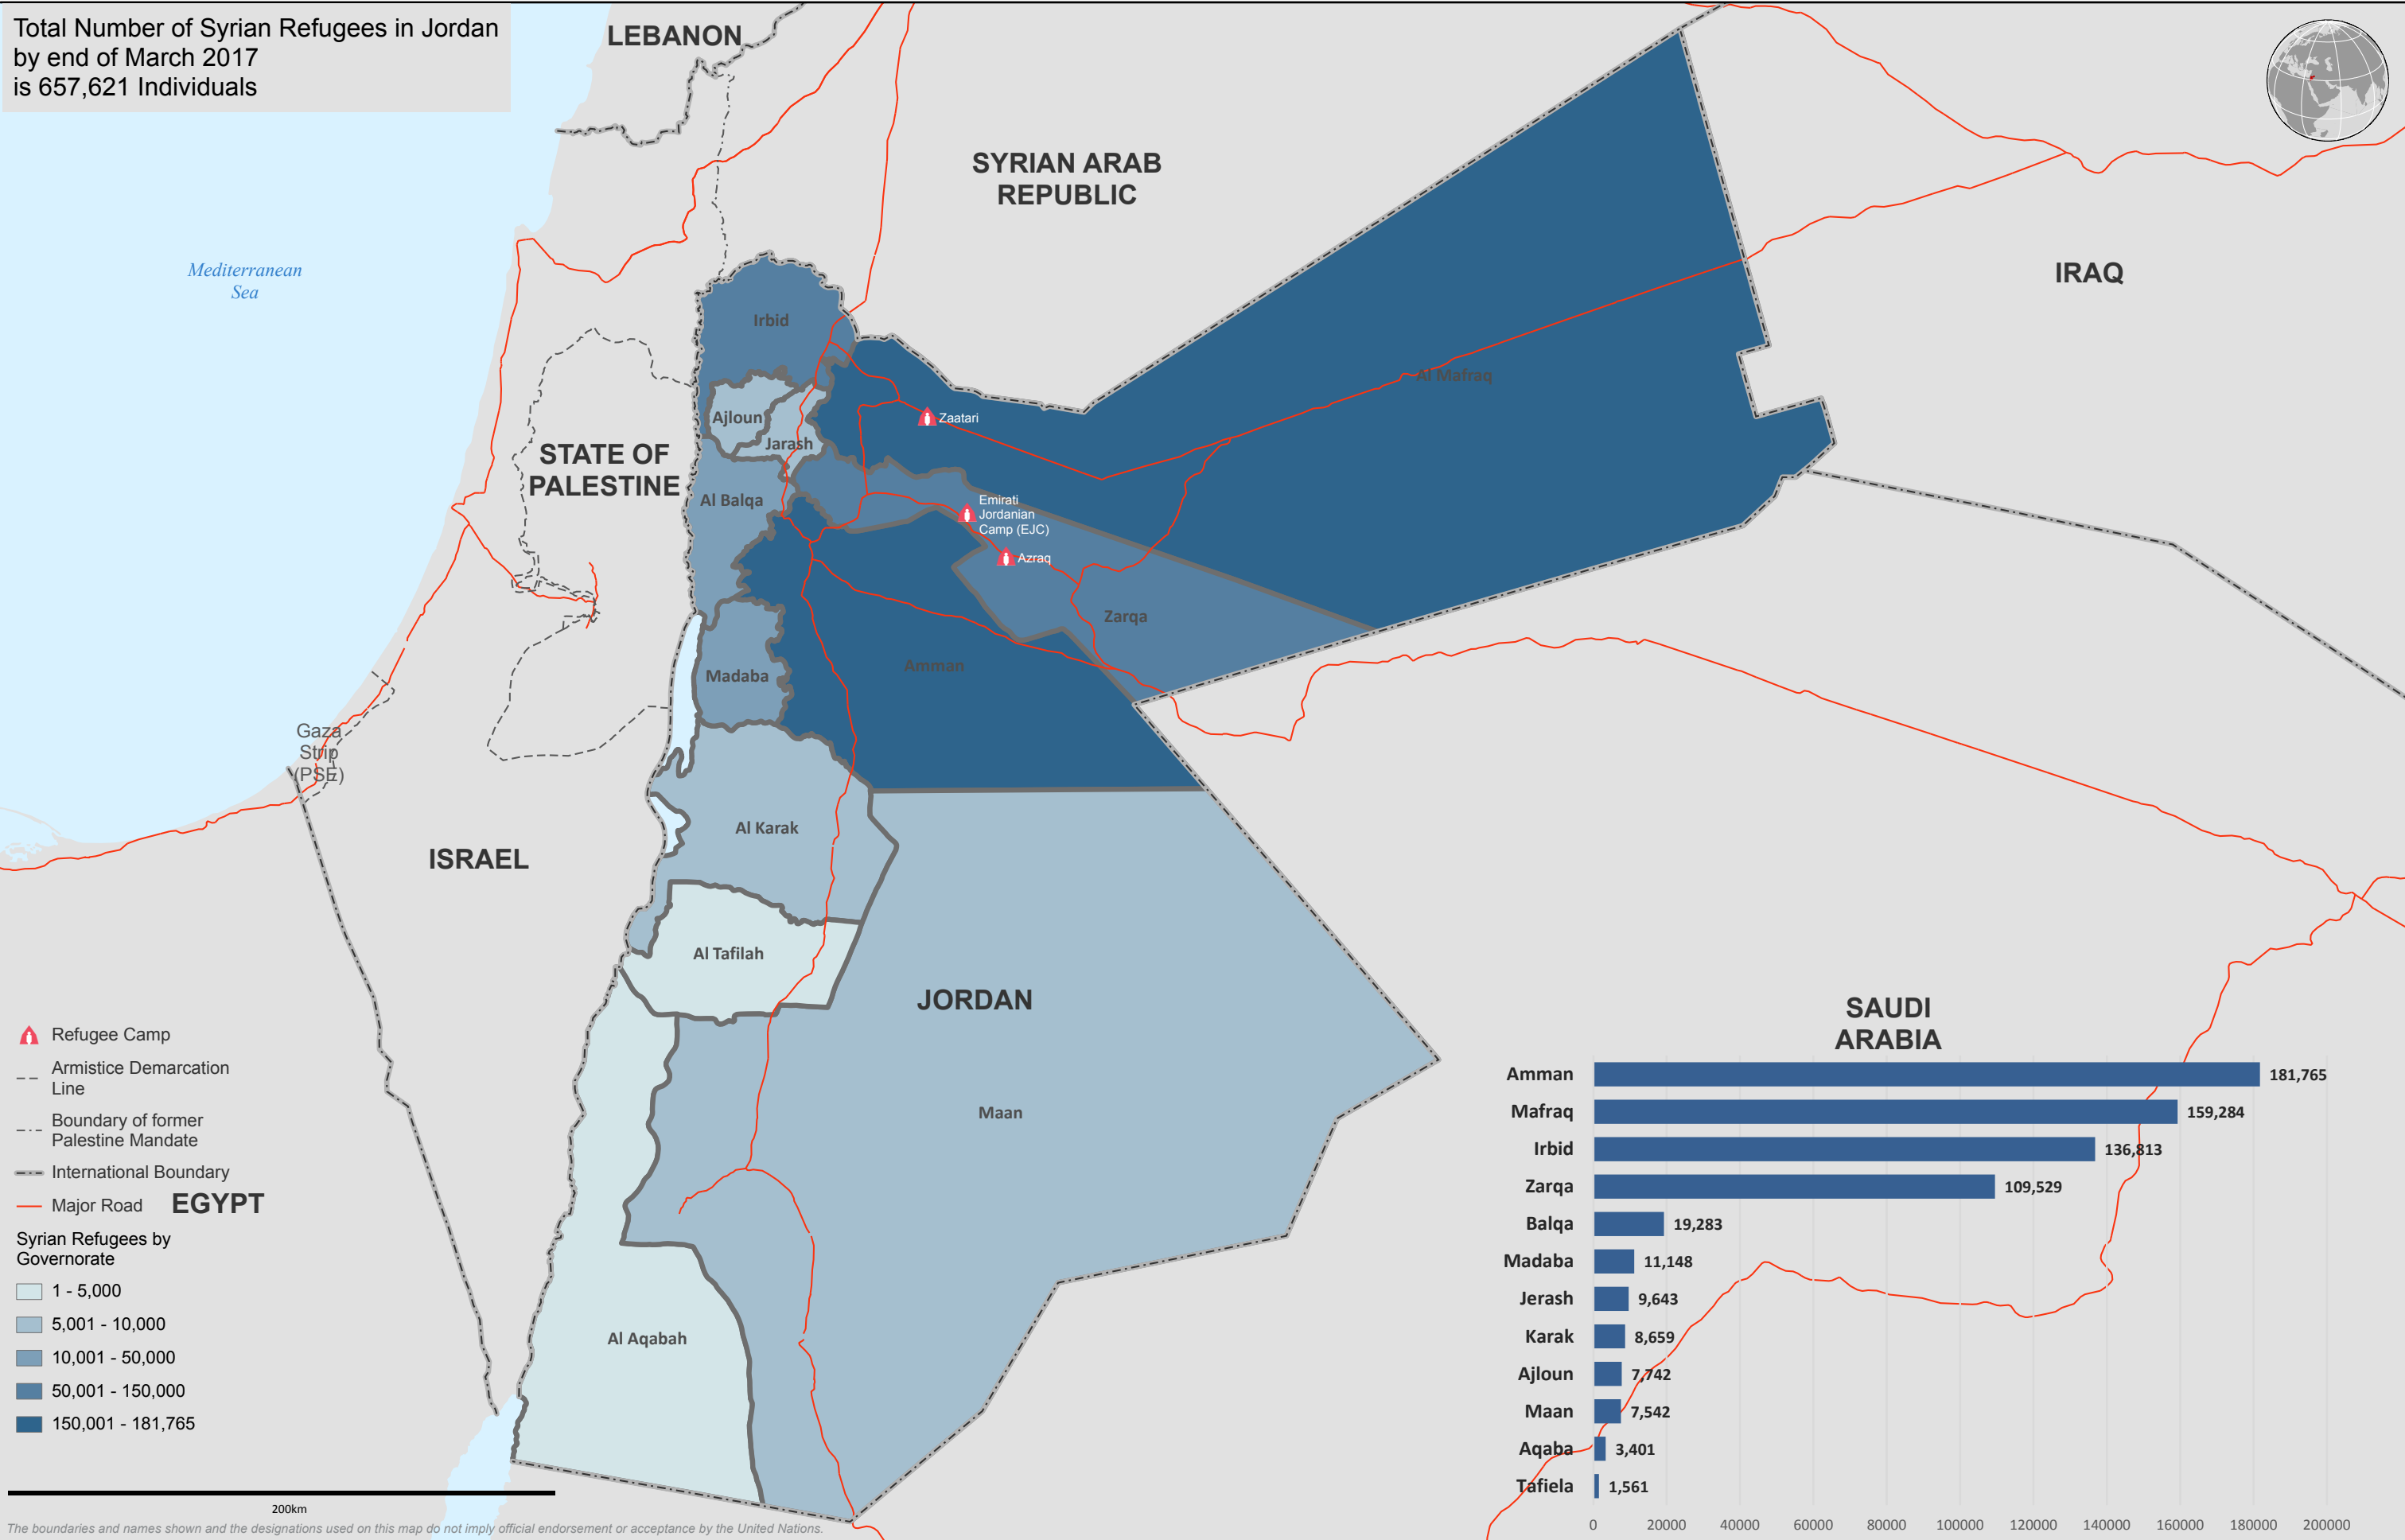 Total Number of Syrian Refugees in Jordan
by end of March 2017
is 657,621 Individuals
LEBANON
SYRIAN ARAB
REPUBLIC
IRAQ
Mediterranean
Sea
Irbid
Al Mafraq
Ajloun
Zaatari
Jarash
STATE OF
PALESTINE
Al Balqa
Emirati
Jordanian
Camp (EJC)
Azraq
Zarqa
Amman
Madaba
Gaza
Strip
(PSE)
Al Karak
ISRAEL
Al Tafilah
JORDAN
SAUDI
ARABIA
Maan
Al Aqabah
EGYPT
Refugee Camp
Armistice Demarcation
Line
Boundary of former
Palestine Mandate
International Boundary
Major Road
Syrian Refugees by
Governorate
1 - 5,000
5,001 - 10,000
10,001 - 50,000
50,001 - 150,000
150,001 - 181,765
200km
The boundaries and names shown and the designations used on this map do not imply official endorsement or acceptance by the United Nations.
Amman 181,765
Mafraq 159,284
Irbid 136,813
Zarqa 109,529
Balqa 19,283
Madaba 11,148
Jerash 9,643
Karak 8,659
Ajloun 7,742
Maan 7,542
Aqaba 3,401
Tafiela 1,561
0 20000 40000 60000 80000 100000 120000 140000 160000 180000 200000